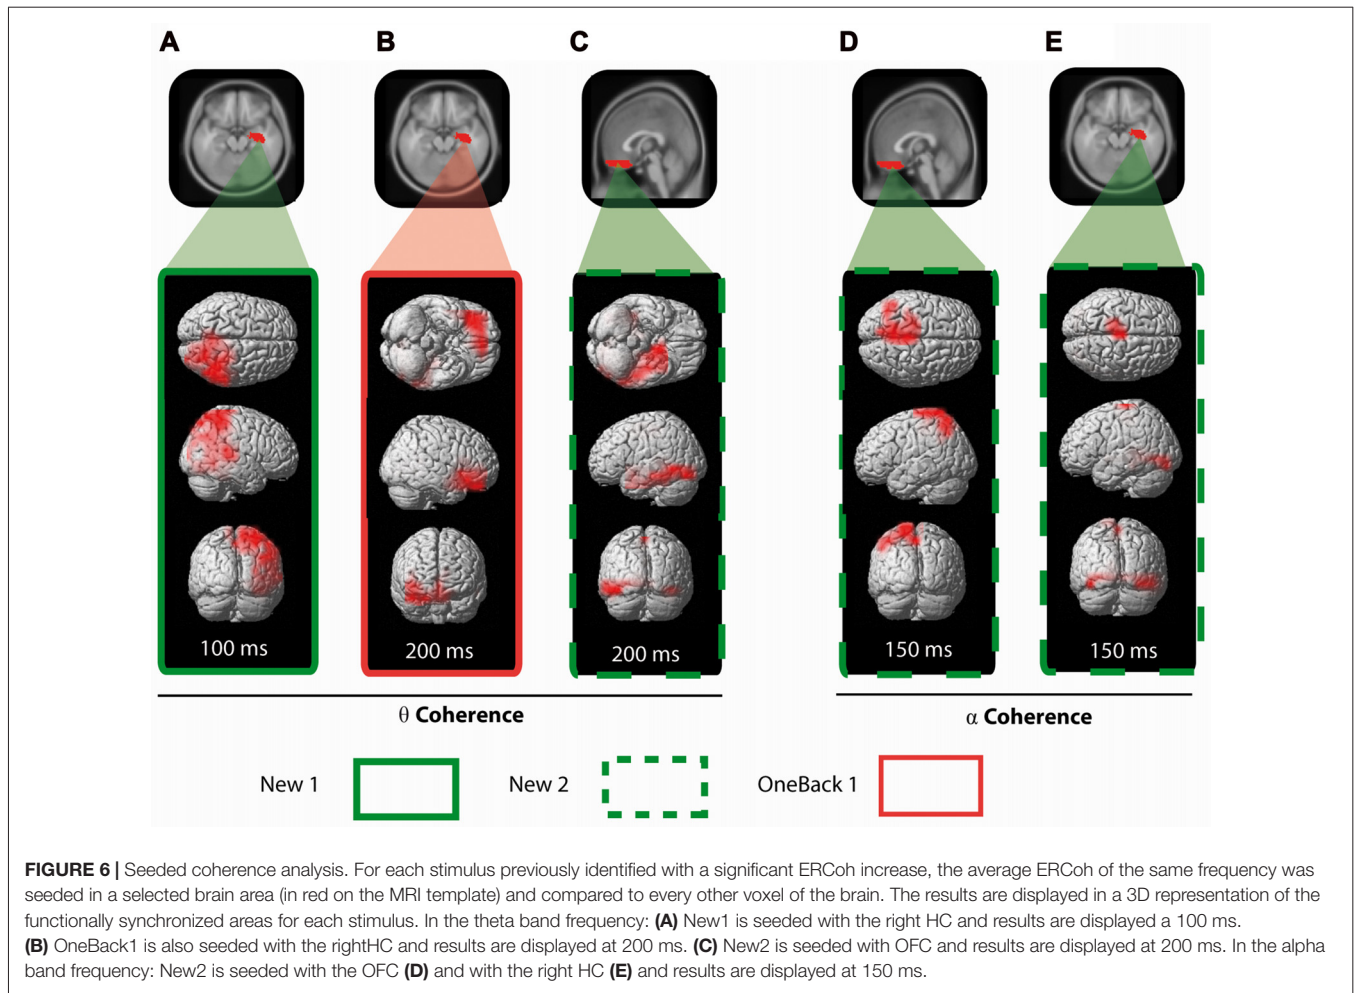 A B C D E
100 ms 200 ms 200 ms 150 ms 150 ms
θ Coherence α Coherence
New 1 New 2 OneBack 1
FIGURE 6 | Seeded coherence analysis. For each stimulus previously identified with a significant ERCoh increase, the average ERCoh of the same frequency was
seeded in a selected brain area (in red on the MRI template) and compared to every other voxel of the brain. The results are displayed in a 3D representation of the
functionally synchronized areas for each stimulus. In the theta band frequency: (A) New1 is seeded with the right HC and results are displayed a 100 ms.
(B) OneBack1 is also seeded with the rightHC and results are displayed at 200 ms. (C) New2 is seeded with OFC and results are displayed at 200 ms. In the alpha
band frequency: New2 is seeded with the OFC (D) and with the right HC (E) and results are displayed at 150 ms.